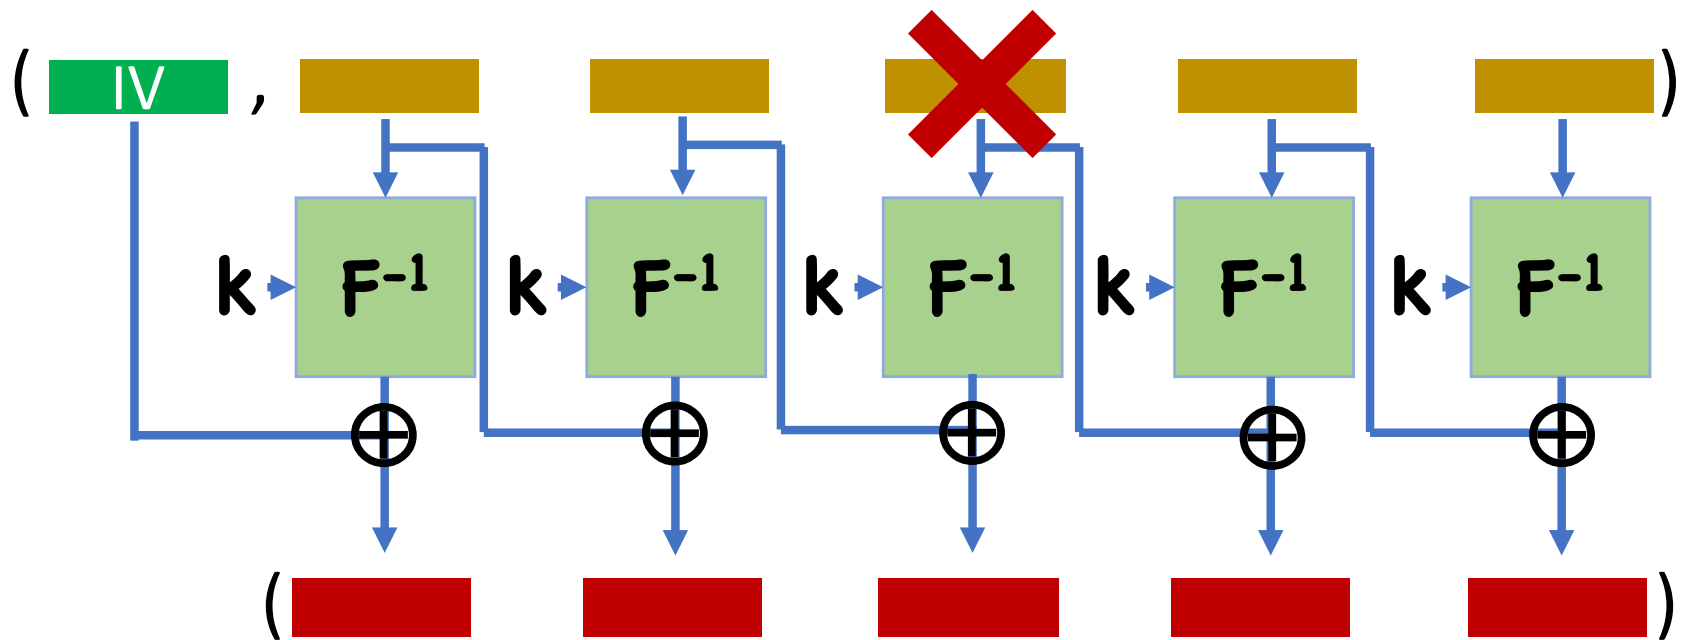 ( IV , )
k F⁻¹ k F⁻¹ k F⁻¹ k F⁻¹ k F⁻¹
( )